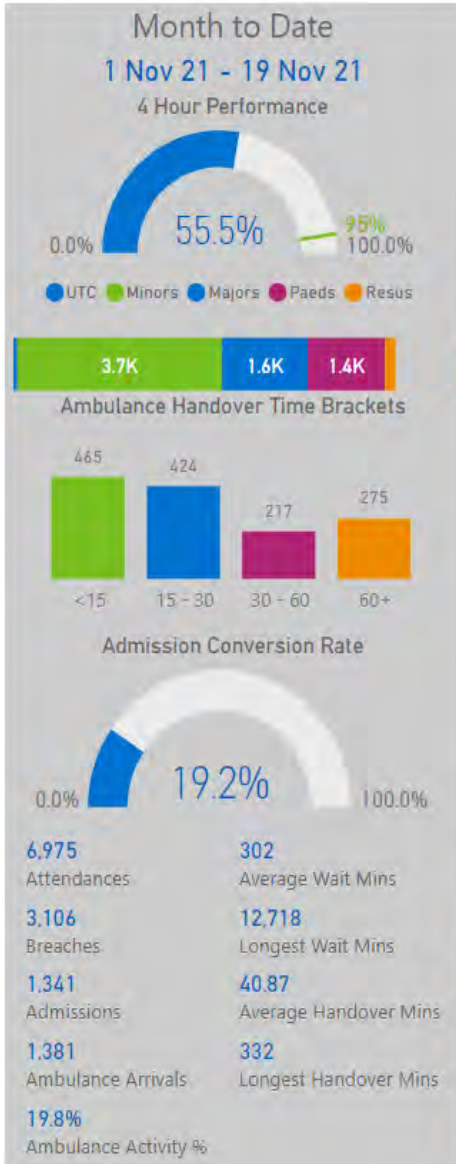 Month to Date
1 Nov 21 - 19 Nov 21
4 Hour Performance
55.5%
95%
0.0%
100.0%
UTC Minors Majors Paeds Resus
3.7K 1.6K 1.4K
Ambulance Handover Time Brackets
465 424 217 275
<15 15 - 30 30 - 60 60+
Admission Conversion Rate
19.2%
0.0% 100.0%
6,975 302
Attendances Average Wait Mins
3,106 12,718
Breaches Longest Wait Mins
1,341 40.87
Admissions Average Handover Mins
1,381 332
Ambulance Arrivals Longest Handover Mins
19.8%
Ambulance Activity %